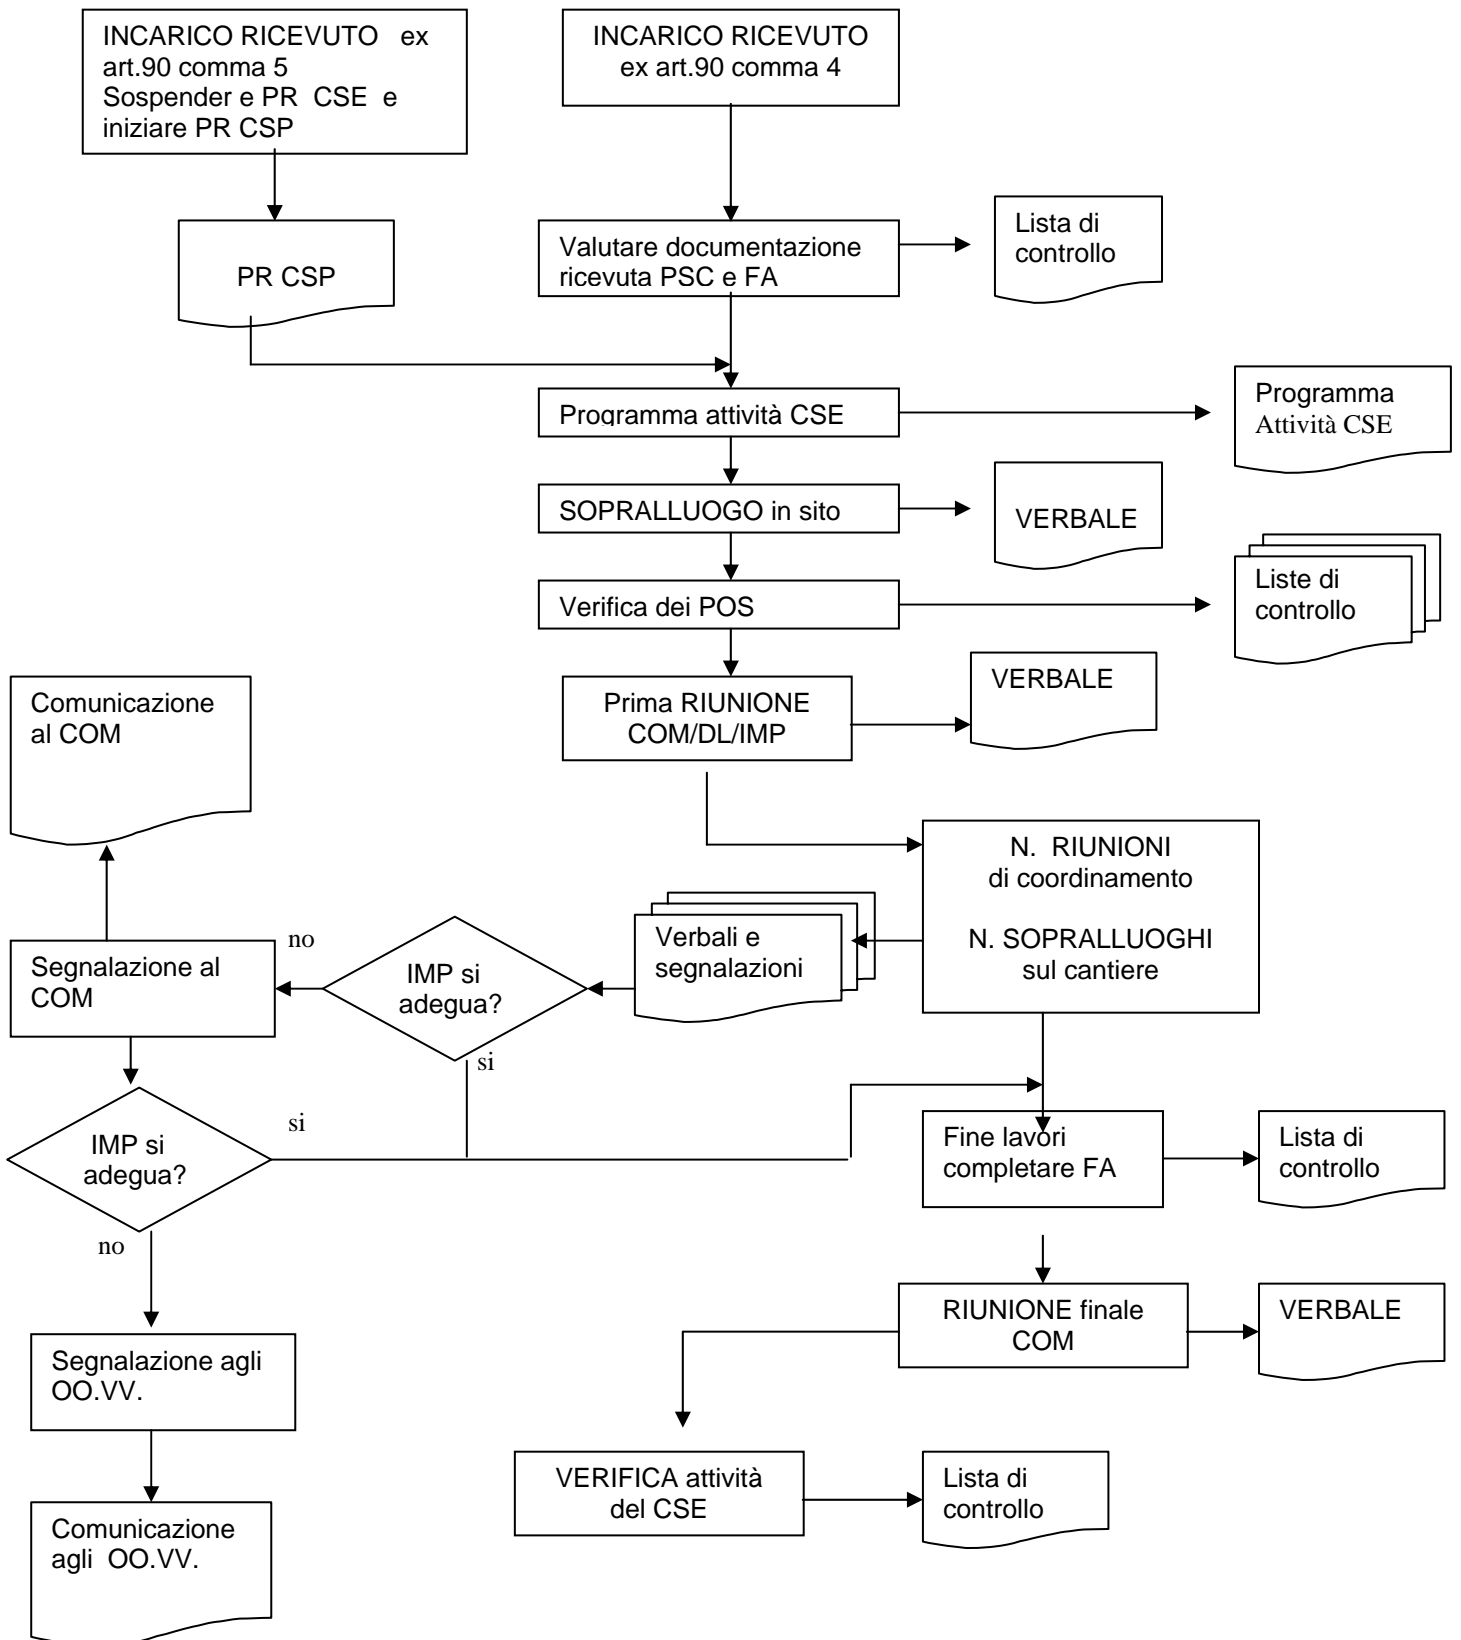 INCARICO RICEVUTO ex
art.90 comma 5
Sospender e PR CSE e
iniziare PR CSP
INCARICO RICEVUTO
ex art.90 comma 4
PR CSP
Valutare documentazione
ricevuta PSC e FA
Lista di
controllo
Programma attività CSE
Programma
Attività CSE
SOPRALLUOGO in sito
VERBALE
Verifica dei POS
Liste di
controllo
Prima RIUNIONE
COM/DL/IMP
VERBALE
Comunicazione
al COM
N. RIUNIONI
di coordinamento
N. SOPRALLUOGHI
sul cantiere
Verbali e
segnalazioni
IMP si
adegua?
no
si
Segnalazione al
COM
IMP si
adegua?
si
no
Fine lavori
completare FA
Lista di
controllo
RIUNIONE finale
COM
VERBALE
Segnalazione agli
OO.VV.
VERIFICA attività
del CSE
Lista di
controllo
Comunicazione
agli OO.VV.